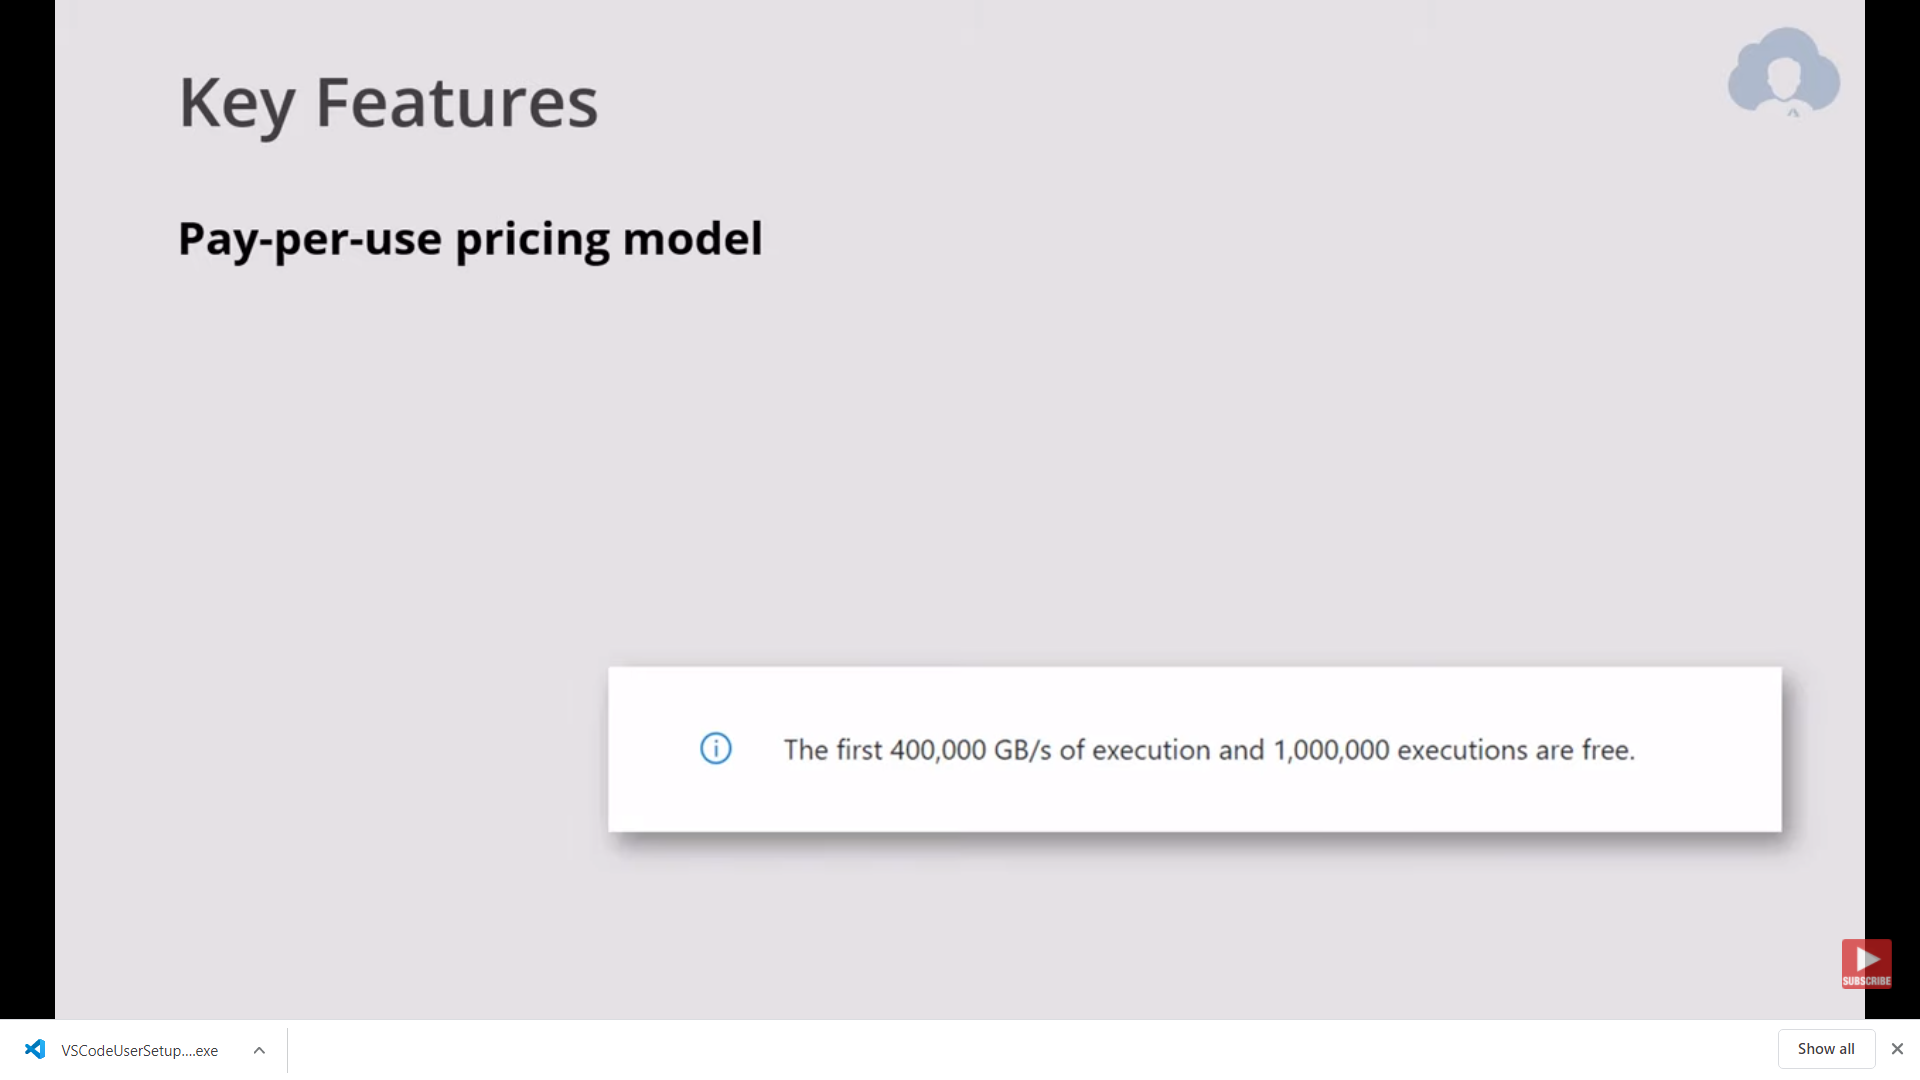 Key Features
Pay-per-use pricing model
The first 400,000 GB/s of execution and 1,000,000 executions are free.
SUBSCRIBE
VSCodeUserSetup....exe
Show all